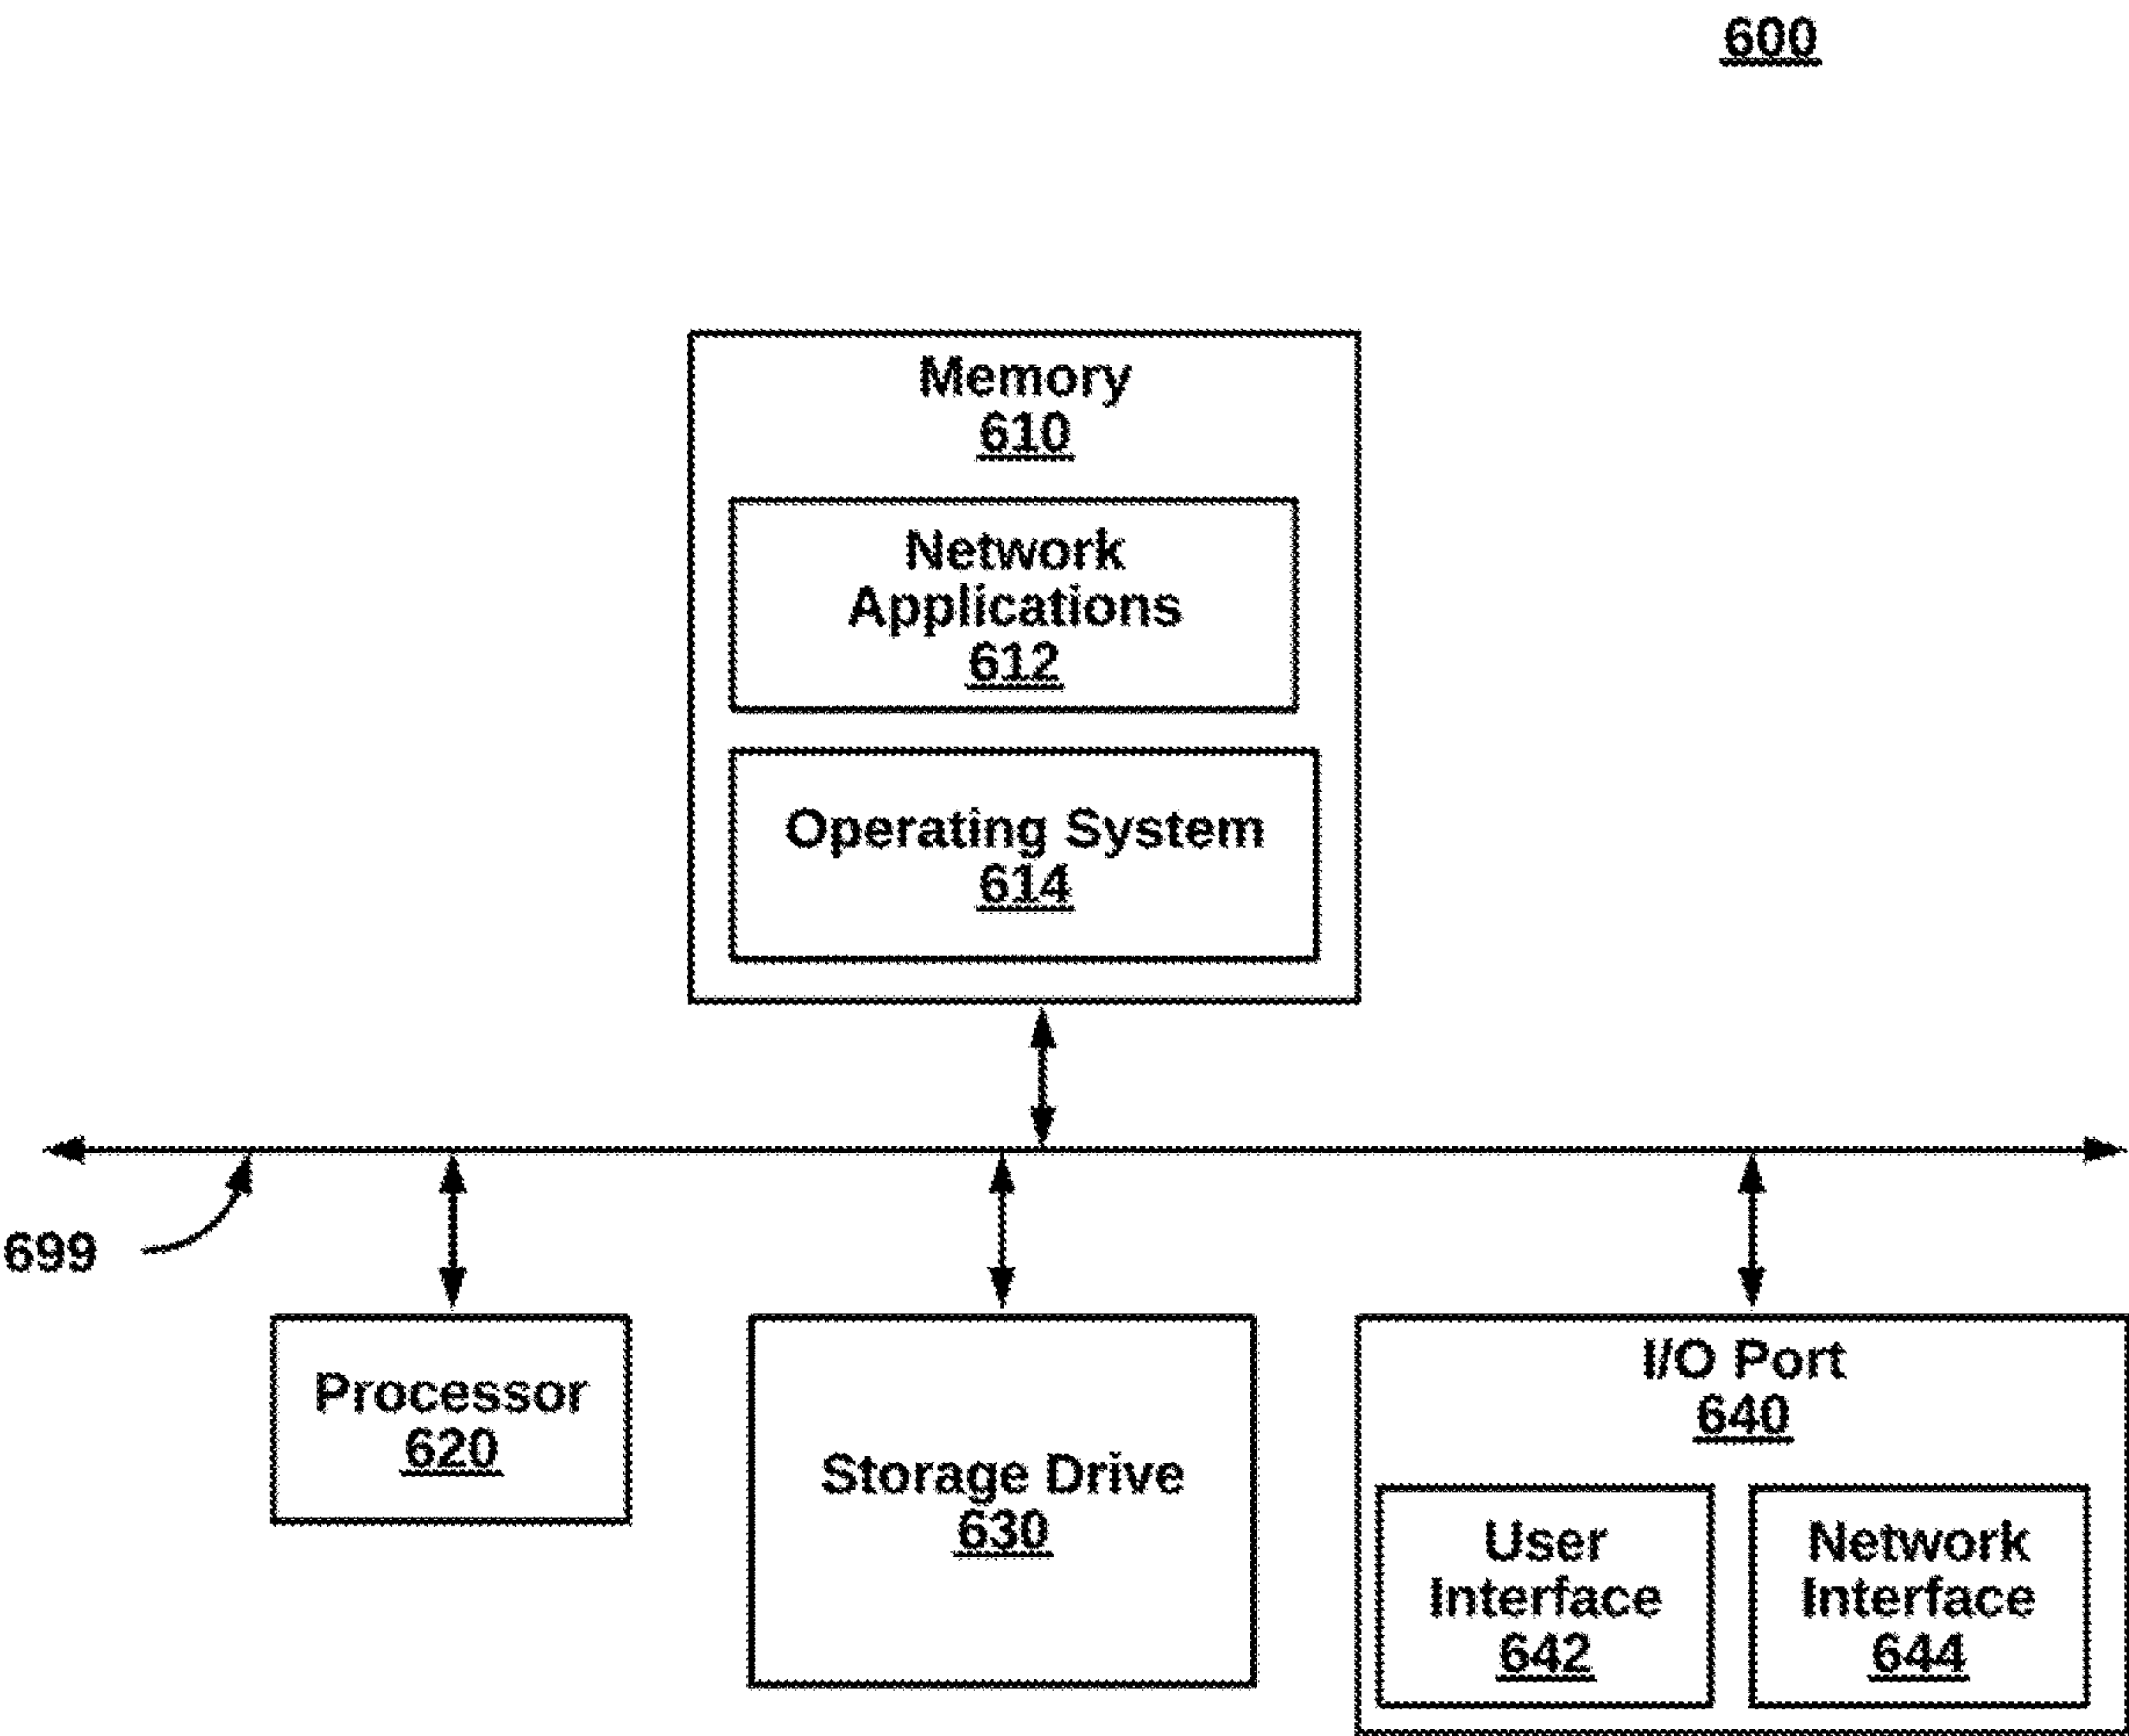 600
Memory
610
Network
Applications
612
Operating System
614
699
Processor
620
Storage Drive
630
I/O Port
640
User
Interface
642
Network
Interface
644